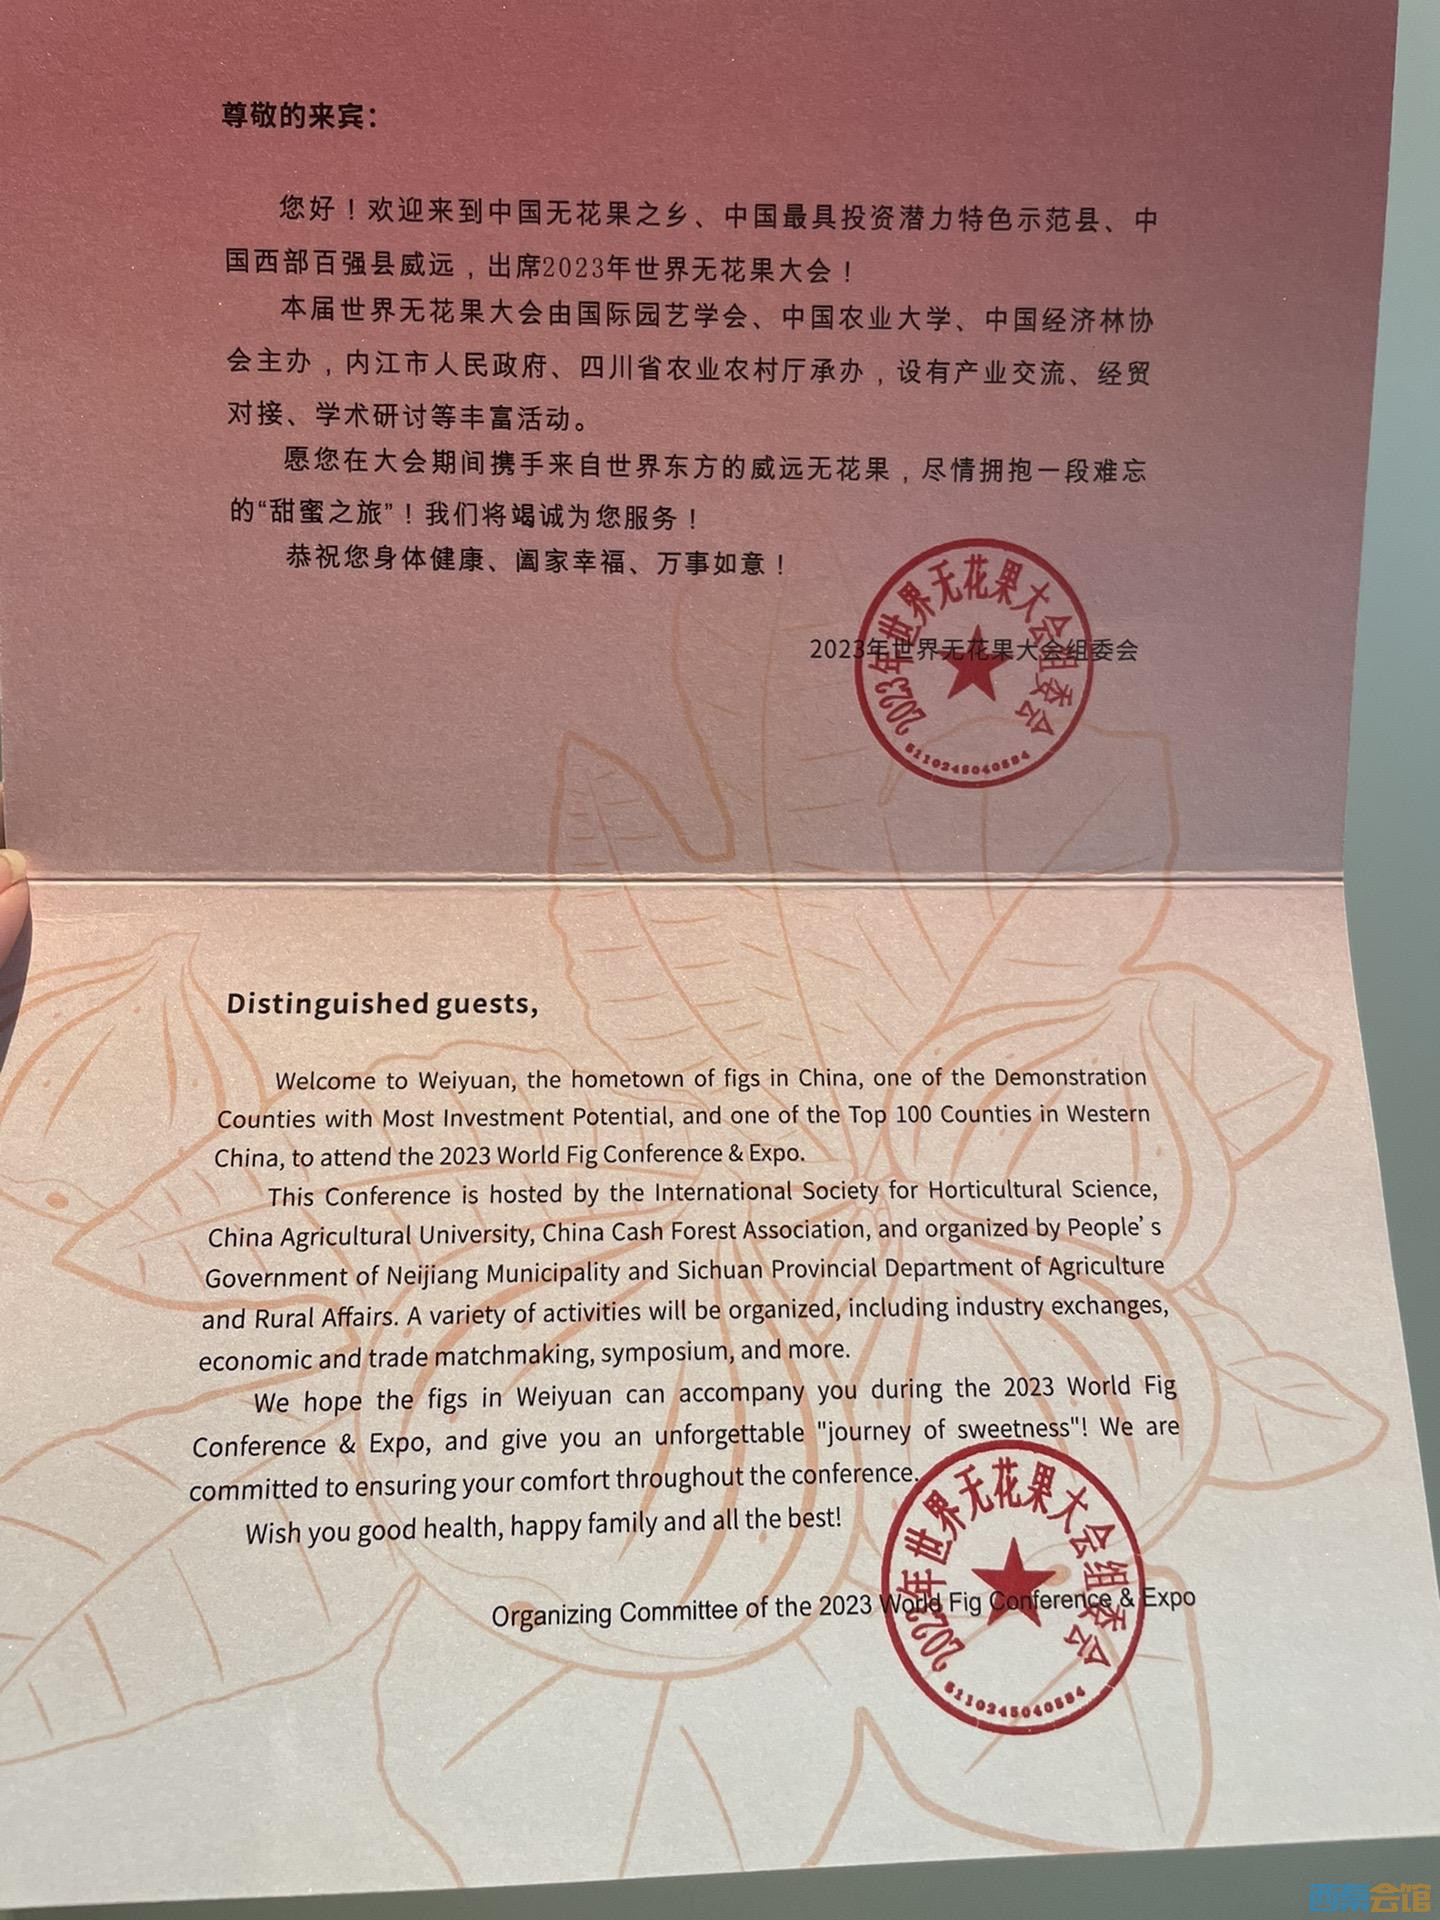 尊敬的来宾：
您好！欢迎来到中国无花果之乡、中国最具投资潜力特色示范县、中
国西部百强县威远，出席2023年世界无花果大会！
本届世界无花果大会由国际园艺学会、中国农业大学、中国经济林协
会主办，内江市人民政府、四川省农业农村厅承办，设有产业交流、经贸
对接、学术研讨等丰富活动。
愿您在大会期间携手来自世界东方的威远无花果，尽情拥抱一段难忘
的“甜蜜之旅”！我们将竭诚为您服务！
恭祝您身体健康、阖家幸福、万事如意！
2023年世界无花果大会组委会
2023年世界无花果大会组委会
5110245040584
Distinguished guests,
Welcome to Weiyuan, the hometown of figs in China, one of the Demonstration
Counties with Most Investment Potential, and one of the Top 100 Counties in Western
China, to attend the 2023 World Fig Conference & Expo.
This Conference is hosted by the International Society for Horticultural Science,
China Agricultural University, China Cash Forest Association, and organized by People’s
Government of Neijiang Municipality and Sichuan Provincial Department of Agriculture
and Rural Affairs. A variety of activities will be organized, including industry exchanges,
economic and trade matchmaking, symposium, and more.
We hope the figs in Weiyuan can accompany you during the 2023 World Fig
Conference & Expo, and give you an unforgettable "journey of sweetness"! We are
committed to ensuring your comfort throughout the conference.
Wish you good health, happy family and all the best!
Organizing Committee of the 2023 World Fig Conference & Expo
2023年世界无花果大会组委会
5110245040584
会馆